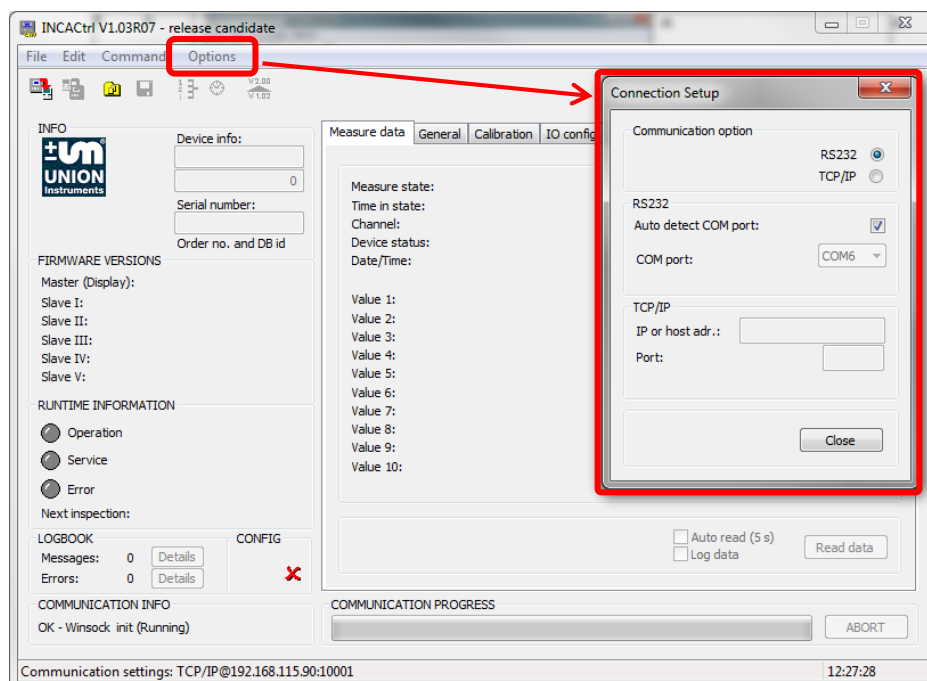 INCACtrl V1.03R07 - release candidate
File Edit Command Options
V2.00
V1.02
INFO
±um
UNION
Instruments
Device info:
0
Serial number:
Order no. and DB id
FIRMWARE VERSIONS
Master (Display):
Slave I:
Slave II:
Slave III:
Slave IV:
Slave V:
RUNTIME INFORMATION
Operation
Service
Error
Next inspection:
LOGBOOK
Messages: 0 Details
Errors: 0 Details
CONFIG
COMMUNICATION INFO
OK - Winsock init (Running)
Measure data General Calibration IO config
Measure state:
Time in state:
Channel:
Device status:
Date/Time:
Value 1:
Value 2:
Value 3:
Value 4:
Value 5:
Value 6:
Value 7:
Value 8:
Value 9:
Value 10:
Auto read (5 s)
Log data
Read data
COMMUNICATION PROGRESS
ABORT
Connection Setup
Communication option
RS232
TCP/IP
RS232
Auto detect COM port:
COM port: COM6
TCP/IP
IP or host adr.:
Port:
Close
Communication settings: TCP/IP@192.168.115.90:10001
12:27:28